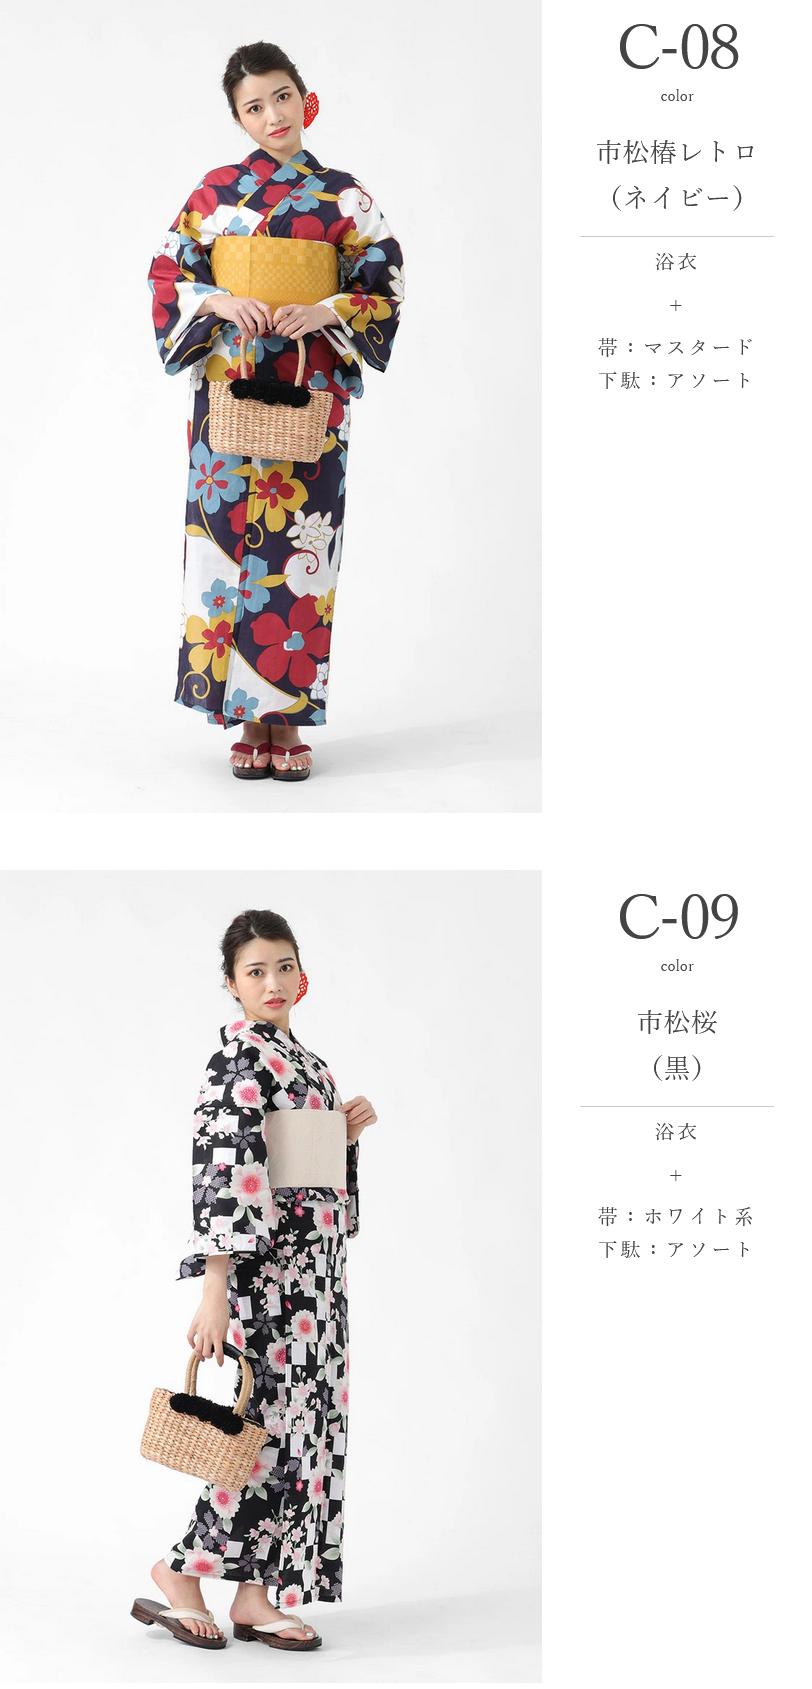 C-08
color
市松椿レトロ
（ネイビー）
浴衣
+
帯：マスタード
下駄：アソート
C-09
color
市松桜
（黒）
浴衣
+
帯：ホワイト系
下駄：アソート